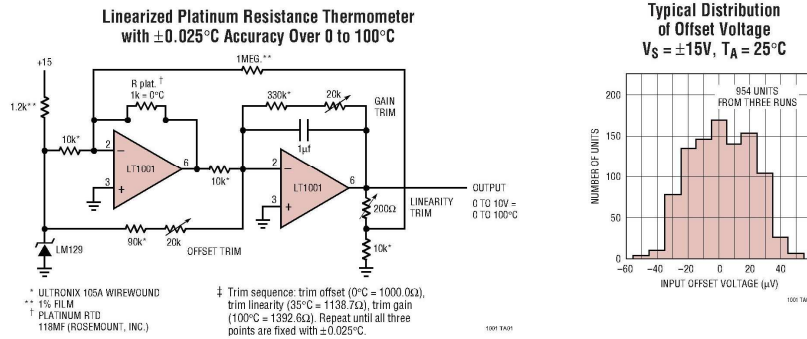 Linearized Platinum Resistance Thermometer
with ±0.025°C Accuracy Over 0 to 100°C
+15
1MEG.**
R plat. †
1k = 0°C
330k*
20k
GAIN
TRIM
1.2k**
1µf
10k*
2
LT1001
6
3
10k*
2
LT1001
6
3
OUTPUT
0 TO 10V =
0 TO 100°C
200Ω
LINEARITY
TRIM
90k*
20k
OFFSET TRIM
10k*
LM129
* ULTRONIX 105A WIREWOUND
** 1% FILM
† PLATINUM RTD
118MF (ROSEMOUNT, INC.)
‡ Trim sequence: trim offset (0°C = 1000.0Ω),
trim linearity (35°C = 1138.7Ω), trim gain
(100°C = 1392.6Ω). Repeat until all three
points are fixed with ±0.025°C.
1001 TA01
Typical Distribution
of Offset Voltage
VS = ±15V, TA = 25°C
954 UNITS
FROM THREE RUNS
NUMBER OF UNITS
200
150
100
50
0
-60 -40 -20 0 20 40
INPUT OFFSET VOLTAGE (µV)